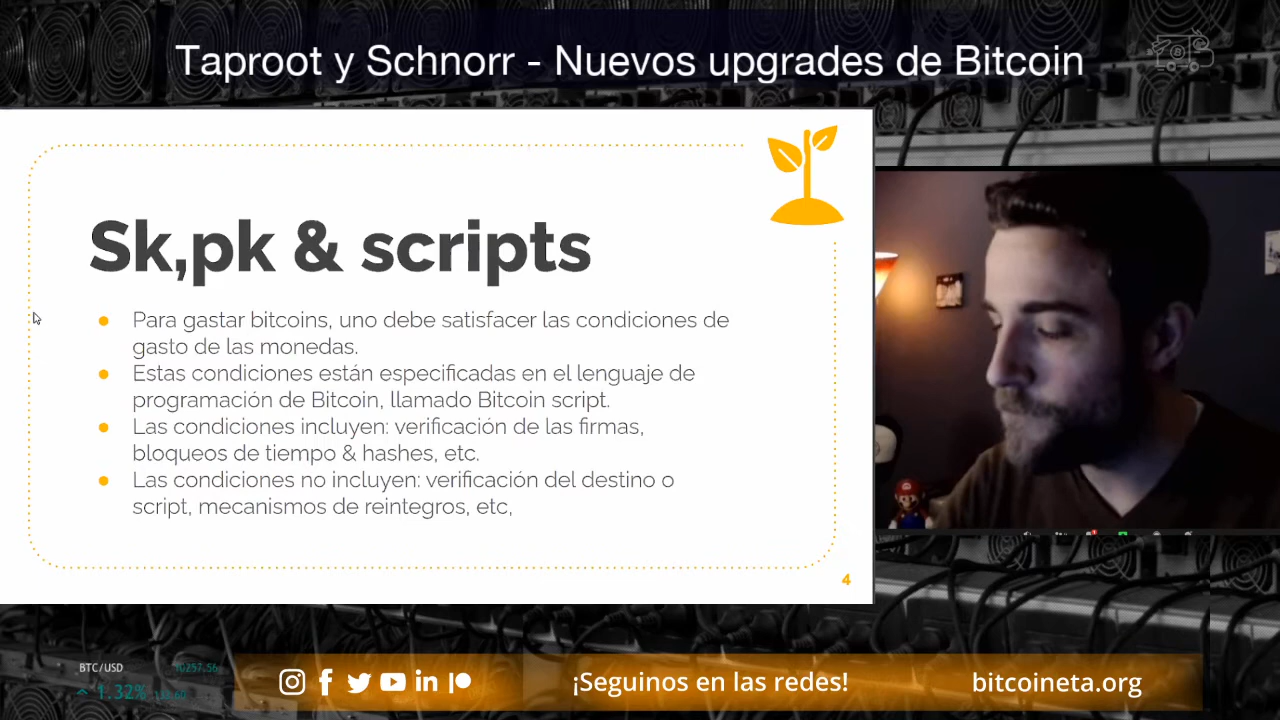 Taproot y Schnorr - Nuevos upgrades de Bitcoin
Sk,pk & scripts
● Para gastar bitcoins, uno debe satisfacer las condiciones de
gasto de las monedas.
● Estas condiciones están especificadas en el lenguaje de
programación de Bitcoin, llamado Bitcoin script.
● Las condiciones incluyen: verificación de las firmas,
bloqueos de tiempo & hashes, etc.
● Las condiciones no incluyen: verificación del destino o
script, mecanismos de reintegros, etc,
4
BTC/USD 10257.56
1.32%
¡Seguinos en las redes!
bitcoineta.org